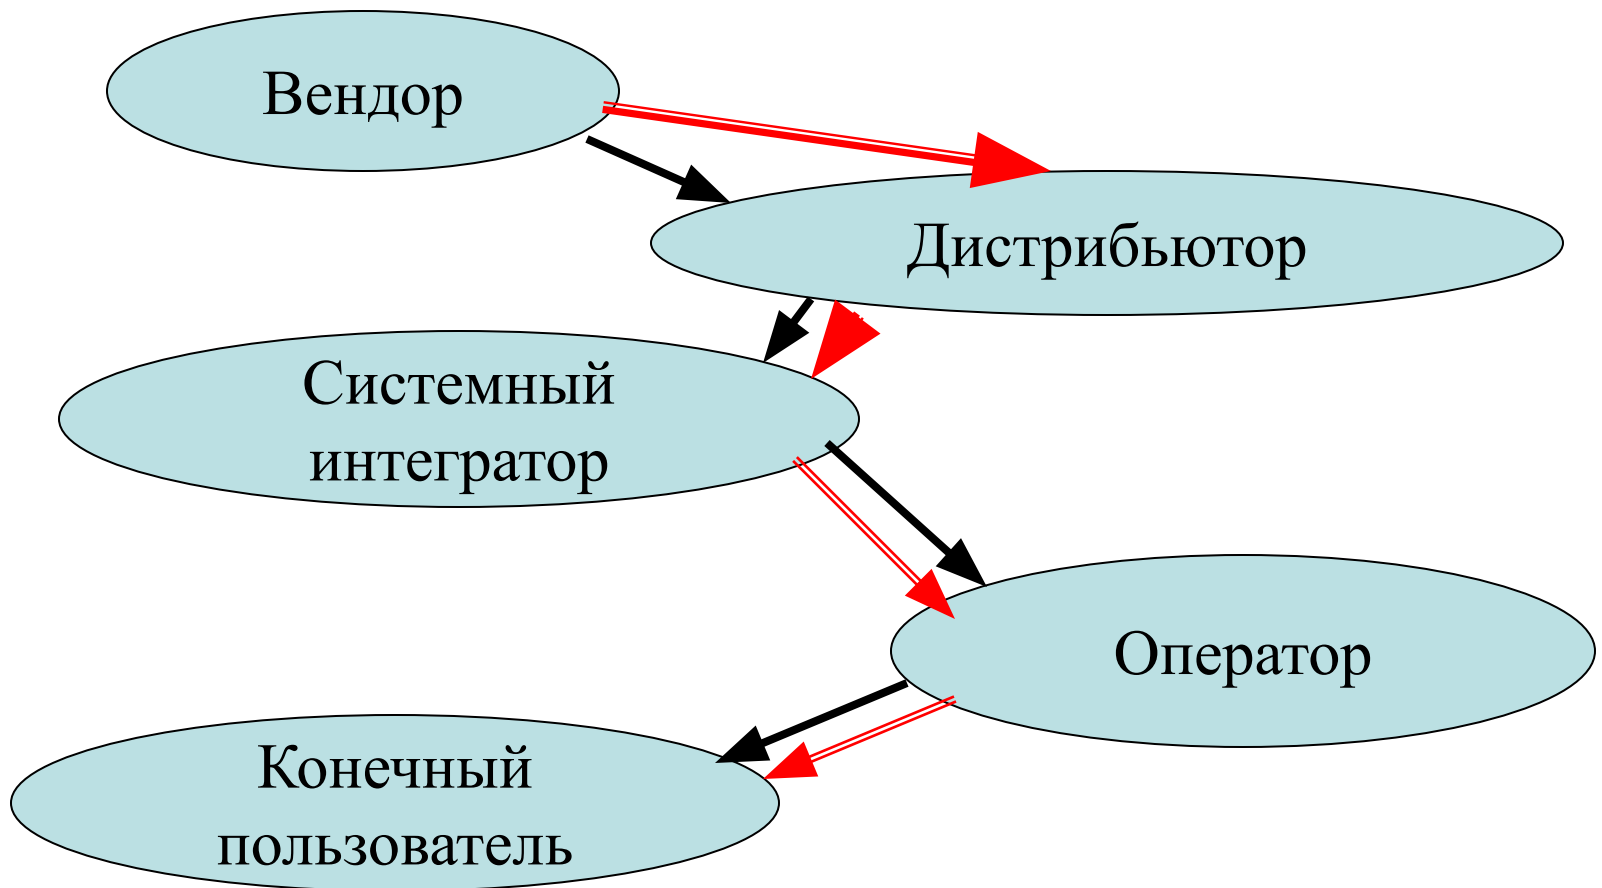 Вендор
Дистрибьютор
Системный
интегратор
Оператор
Конечный
пользователь